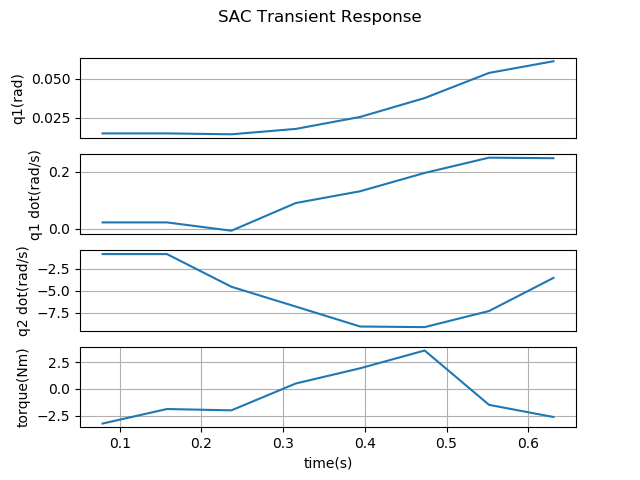 SAC Transient Response
q1(rad)
0.050
0.025
q1 dot(rad/s)
0.2
0.0
q2 dot(rad/s)
−2.5
−5.0
−7.5
torque(Nm)
2.5
0.0
−2.5
0.1 0.2 0.3 0.4 0.5 0.6
time(s)